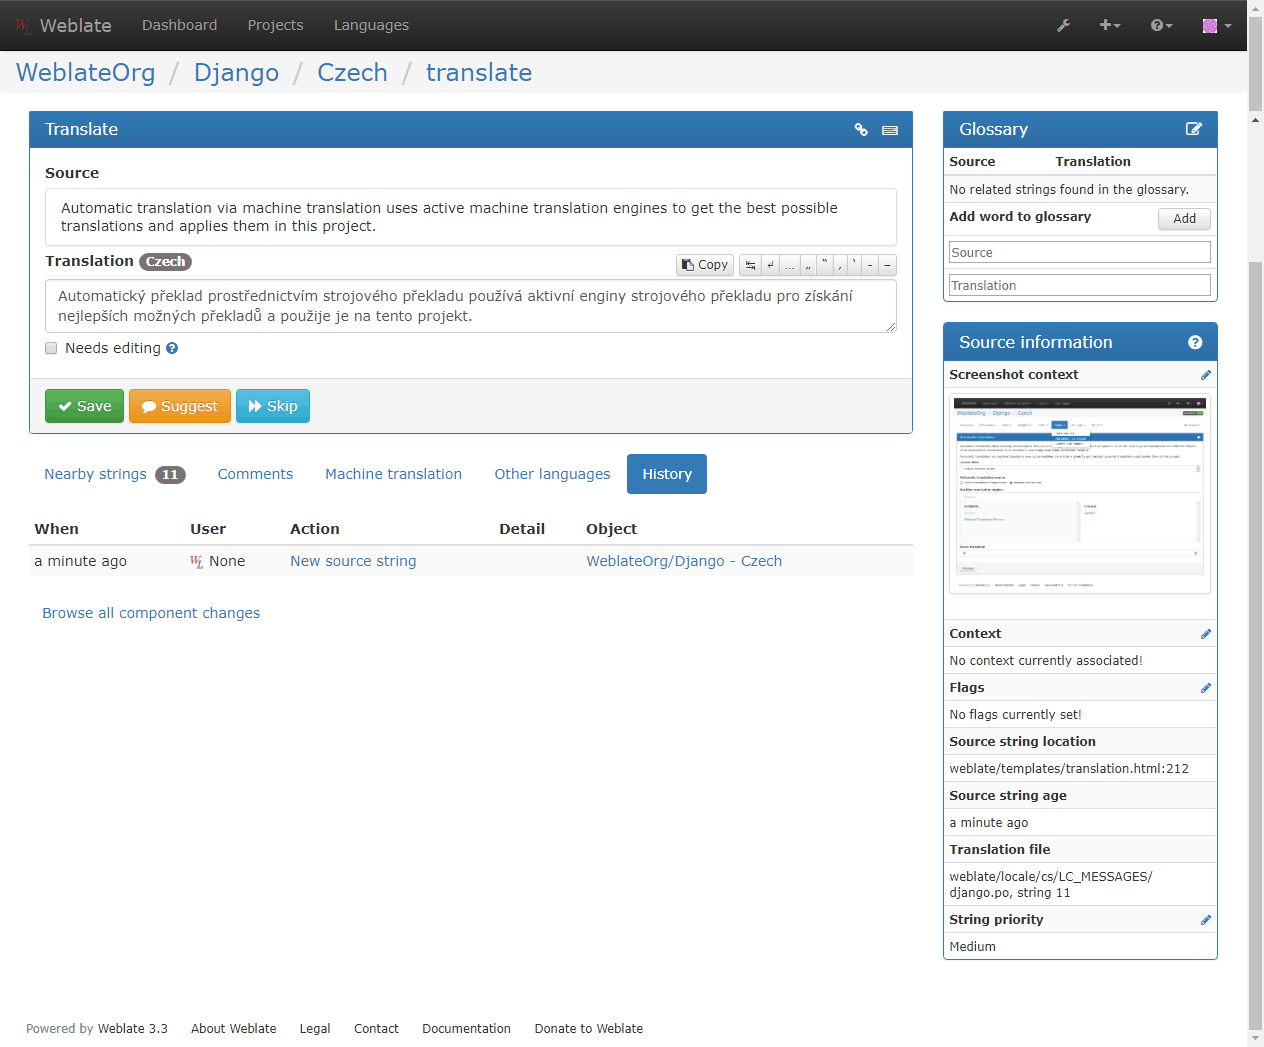 Weblate Dashboard Projects Languages
WeblateOrg / Django / Czech / translate
Translate
Source
Automatic translation via machine translation uses active machine translation engines to get the best possible
translations and applies them in this project.
Translation Czech
Copy ↹ ↵ … „ “ ‚ ‘ - –
Automatický překlad prostřednictvím strojového překladu používá aktivní enginy strojového překladu pro získání
nejlepších možných překladů a použije je na tento projekt.
Needs editing
Save Suggest Skip
Nearby strings 11 Comments Machine translation Other languages History
When User Action Detail Object
a minute ago None New source string WeblateOrg/Django - Czech
Browse all component changes
Glossary
Source Translation
No related strings found in the glossary.
Add word to glossary Add
Source
Translation
Source information
Screenshot context
WeblateOrg / Django / Czech
Context
No context currently associated!
Flags
No flags currently set!
Source string location
weblate/templates/translation.html:212
Source string age
a minute ago
Translation file
weblate/locale/cs/LC_MESSAGES/
django.po, string 11
String priority
Medium
Powered by Weblate 3.3 About Weblate Legal Contact Documentation Donate to Weblate